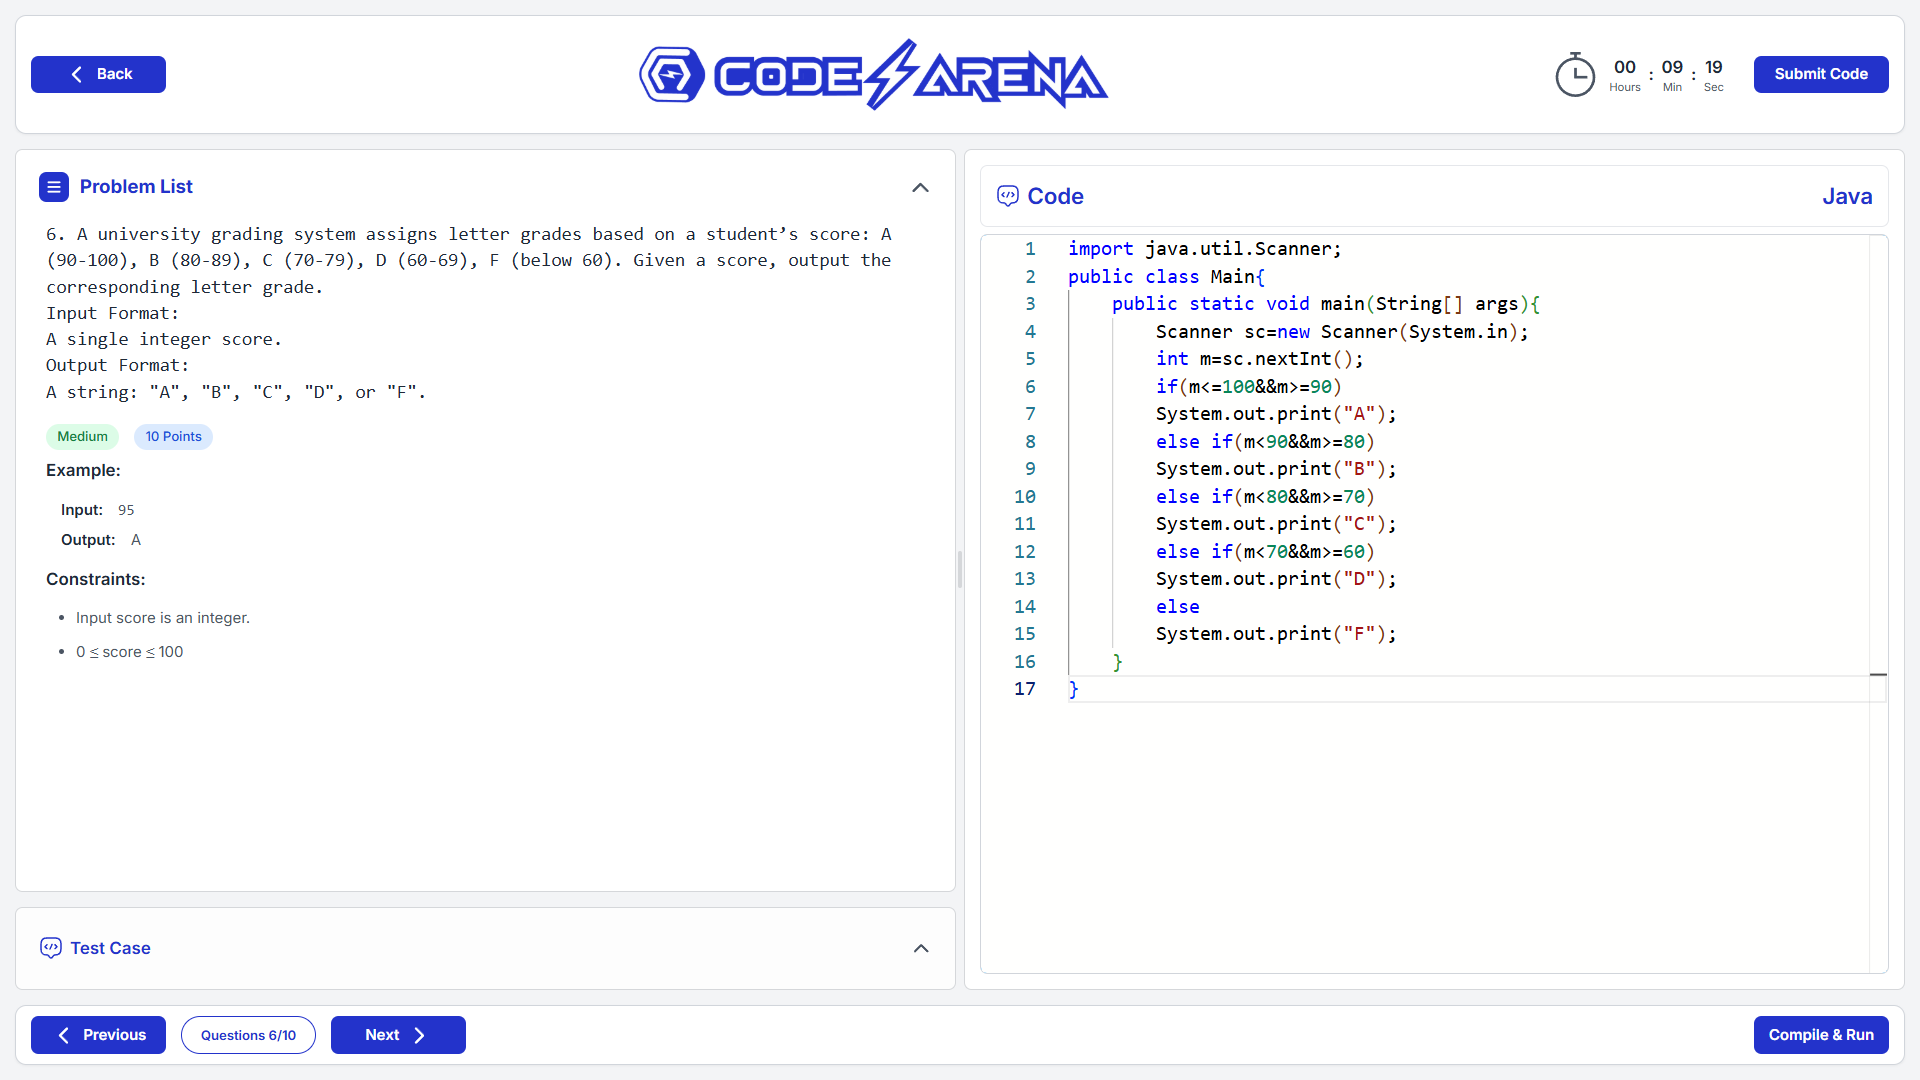 Back
CODE ARENA
00 : 09 : 19
Hours Min Sec
Submit Code
Problem List
6. A university grading system assigns letter grades based on a student’s score: A
(90-100), B (80-89), C (70-79), D (60-69), F (below 60). Given a score, output the
corresponding letter grade.
Input Format:
A single integer score.
Output Format:
A string: "A", "B", "C", "D", or "F".
Medium 10 Points
Example:
Input: 95
Output: A
Constraints:
• Input score is an integer.
• 0 ≤ score ≤ 100
Test Case
Code Java
1 import java.util.Scanner;
2 public class Main{
3     public static void main(String[] args){
4         Scanner sc=new Scanner(System.in);
5         int m=sc.nextInt();
6         if(m<=100&&m>=90)
7         System.out.print("A");
8         else if(m<90&&m>=80)
9         System.out.print("B");
10         else if(m<80&&m>=70)
11         System.out.print("C");
12         else if(m<70&&m>=60)
13         System.out.print("D");
14         else
15         System.out.print("F");
16     }
17 }
Previous
Questions 6/10
Next
Compile & Run